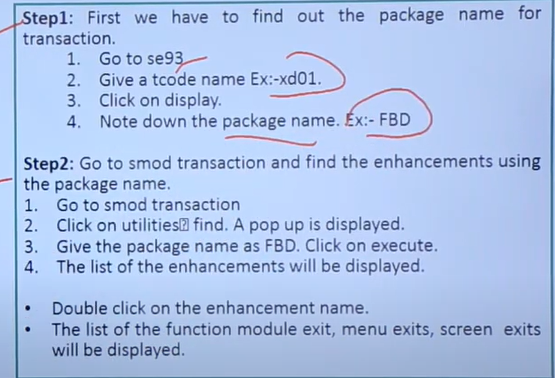 Step1: First we have to find out the package name for
transaction.
1. Go to se93
2. Give a tcode name Ex:-xd01.
3. Click on display.
4. Note down the package name. Ex:- FBD
Step2: Go to smod transaction and find the enhancements using
the package name.
1. Go to smod transaction
2. Click on utilities find. A pop up is displayed.
3. Give the package name as FBD. Click on execute.
4. The list of the enhancements will be displayed.
• Double click on the enhancement name.
• The list of the function module exit, menu exits, screen exits
will be displayed.